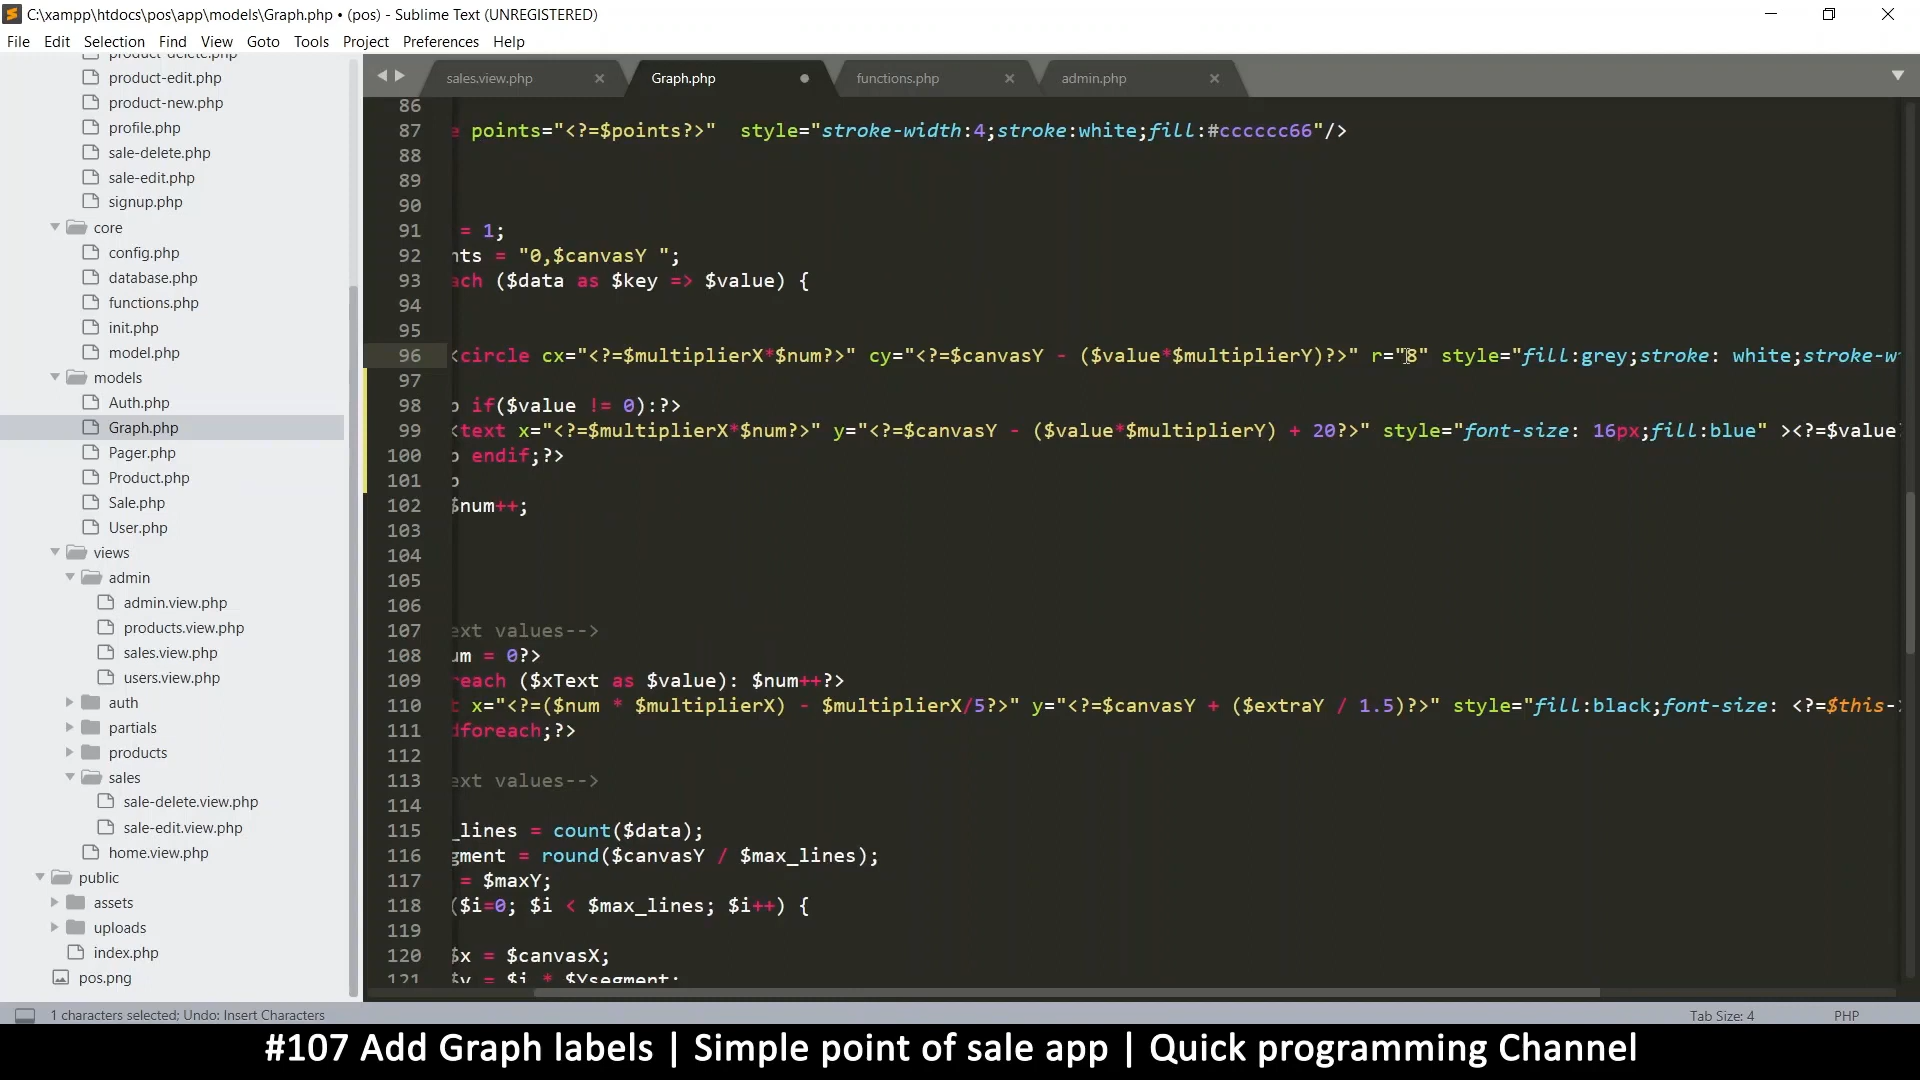 C:\xampp\htdocs\pos\app\models\Graph.php • (pos) - Sublime Text (UNREGISTERED)
File Edit Selection Find View Goto Tools Project Preferences Help
product-delete.php
product-edit.php
product-new.php
profile.php
sale-delete.php
sale-edit.php
signup.php
core
config.php
database.php
functions.php
init.php
model.php
models
Auth.php
Graph.php
Pager.php
Product.php
Sale.php
User.php
views
admin
admin.view.php
products.view.php
sales.view.php
users.view.php
auth
partials
products
sales
sale-delete.view.php
sale-edit.view.php
home.view.php
public
assets
uploads
index.php
pos.png
sales.view.php Graph.php functions.php admin.php
86
87 e points="<?=$points?>"  style="stroke-width:4;stroke:white;fill:#cccccc66"/>
88
89
90
91 = 1;
92 nts = "0,$canvasY ";
93 ach ($data as $key => $value) {
94
95
96 <circle cx="<?=$multiplierX*$num?>" cy="<?=$canvasY - ($value*$multiplierY)?>" r="8" style="fill:grey;stroke: white;stroke-w
97
98 p if($value != 0):?>
99 <text x="<?=$multiplierX*$num?>" y="<?=$canvasY - ($value*$multiplierY) + 20?>" style="font-size: 16px;fill:blue" ><?=$value
100 p endif;?>
101 p
102 $num++;
103
104
105
106
107 ext values-->
108 um = 0?>
109 reach ($xText as $value): $num++?>
110 t x="<?=($num * $multiplierX) - $multiplierX/5?>" y="<?=$canvasY + ($extraY / 1.5)?>" style="fill:black;font-size: <?=$this-
111 dforeach;?>
112
113 ext values-->
114
115 _lines = count($data);
116 gment = round($canvasY / $max_lines);
117 = $maxY;
118 ($i=0; $i < $max_lines; $i++) {
119
120 $x = $canvasX;
121 $y = $i * $Ysegment;
1 characters selected; Undo: Insert Characters Tab Size: 4 PHP
#107 Add Graph labels | Simple point of sale app | Quick programming Channel